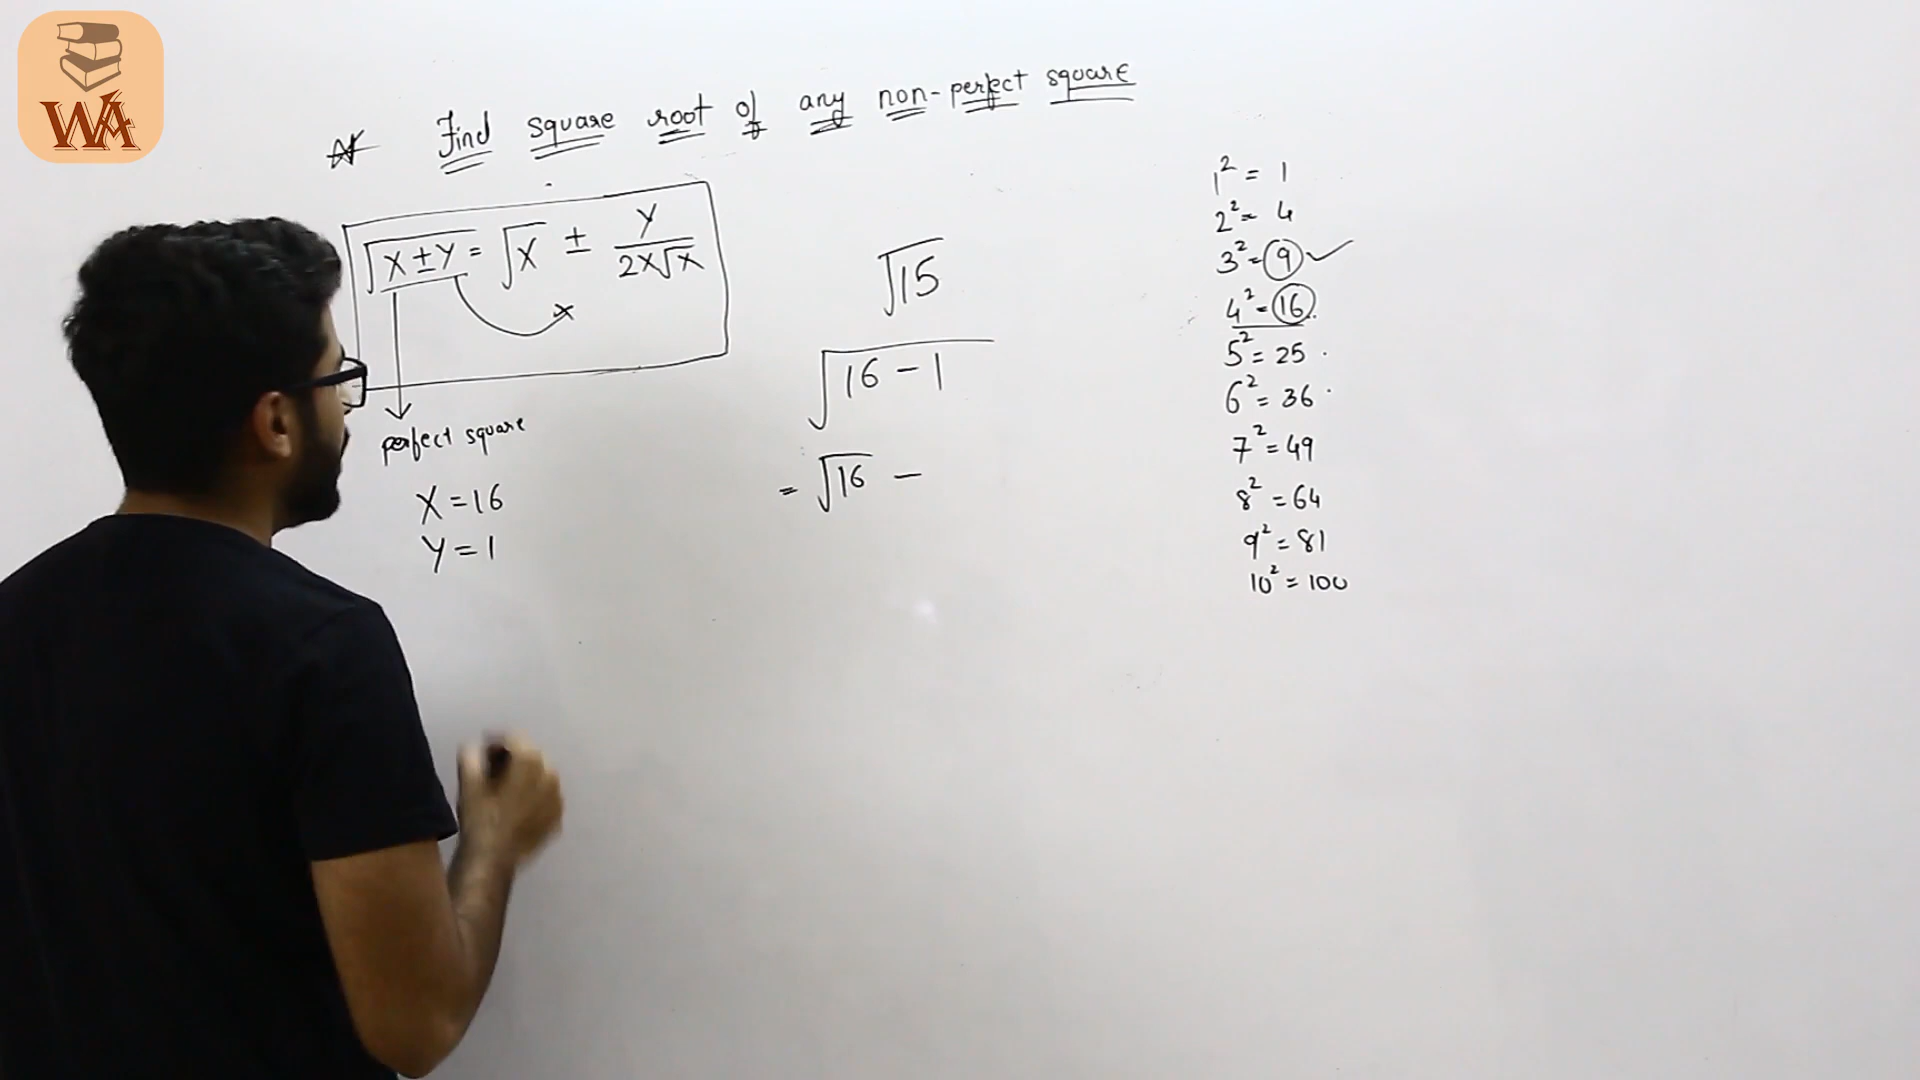 WA
Find square root of any non-perfect square
√X±Y = √X ± Y/2×√X
x
perfect square
X = 16
Y = 1
√15
√16 - 1
= √16 -
1² = 1
2² = 4
3² = 9 ✓
4² = 16
5² = 25
6² = 36
7² = 49
8² = 64
9² = 81
10² = 100